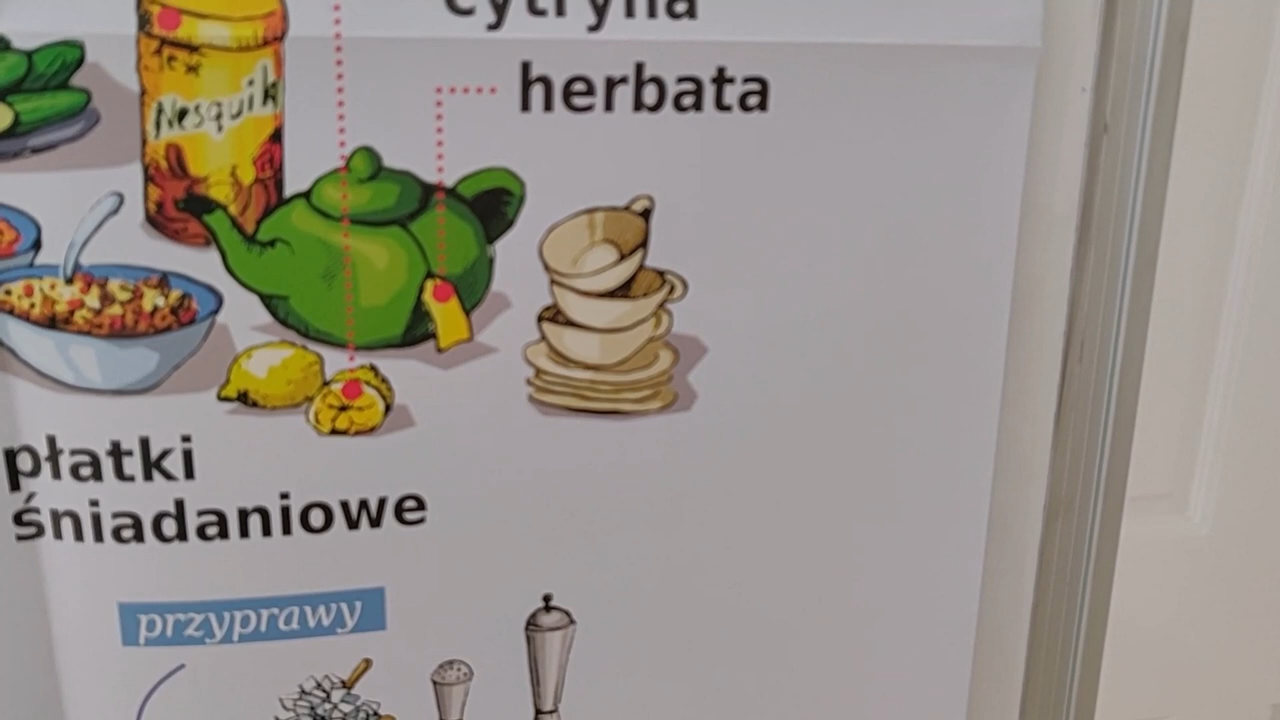 cytryna
herbata
Nesquik
płatki
śniadaniowe
przyprawy